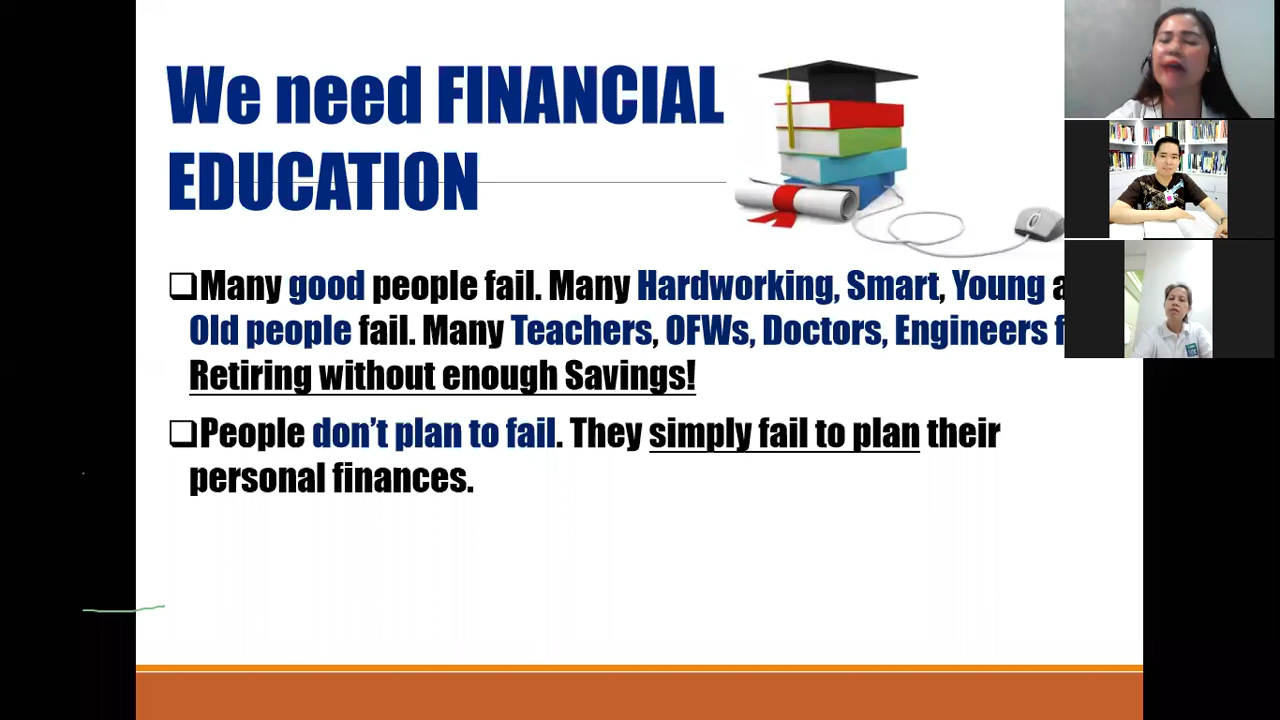 We need FINANCIAL
EDUCATION
Many good people fail. Many Hardworking, Smart, Young
Old people fail. Many Teachers, OFWs, Doctors, Engineers
Retiring without enough Savings!
People don't plan to fail. They simply fail to plan their
personal finances.